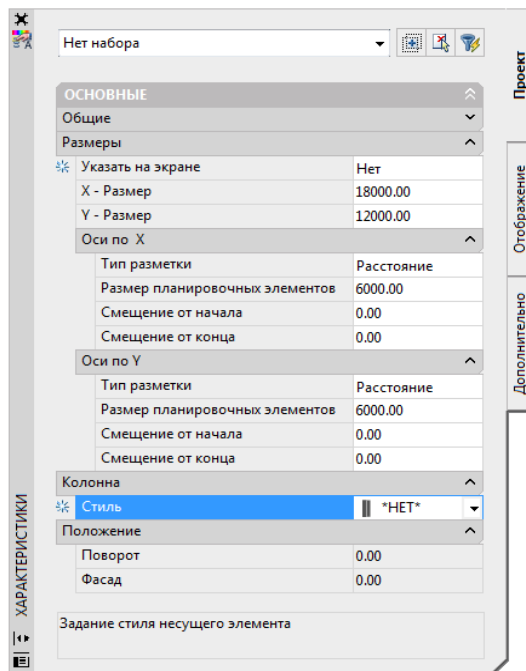 Нет набора
ОСНОВНЫЕ
Общие
Размеры
Указать на экране Нет
X - Размер 18000.00
Y - Размер 12000.00
Оси по X
Тип разметки Расстояние
Размер планировочных элементов 6000.00
Смещение от начала 0.00
Смещение от конца 0.00
Оси по Y
Тип разметки Расстояние
Размер планировочных элементов 6000.00
Смещение от начала 0.00
Смещение от конца 0.00
Колонна
Стиль *НЕТ*
Положение
Поворот 0.00
Фасад 0.00
Задание стиля несущего элемента
ХАРАКТЕРИСТИКИ
Проект
Отображение
Дополнительно